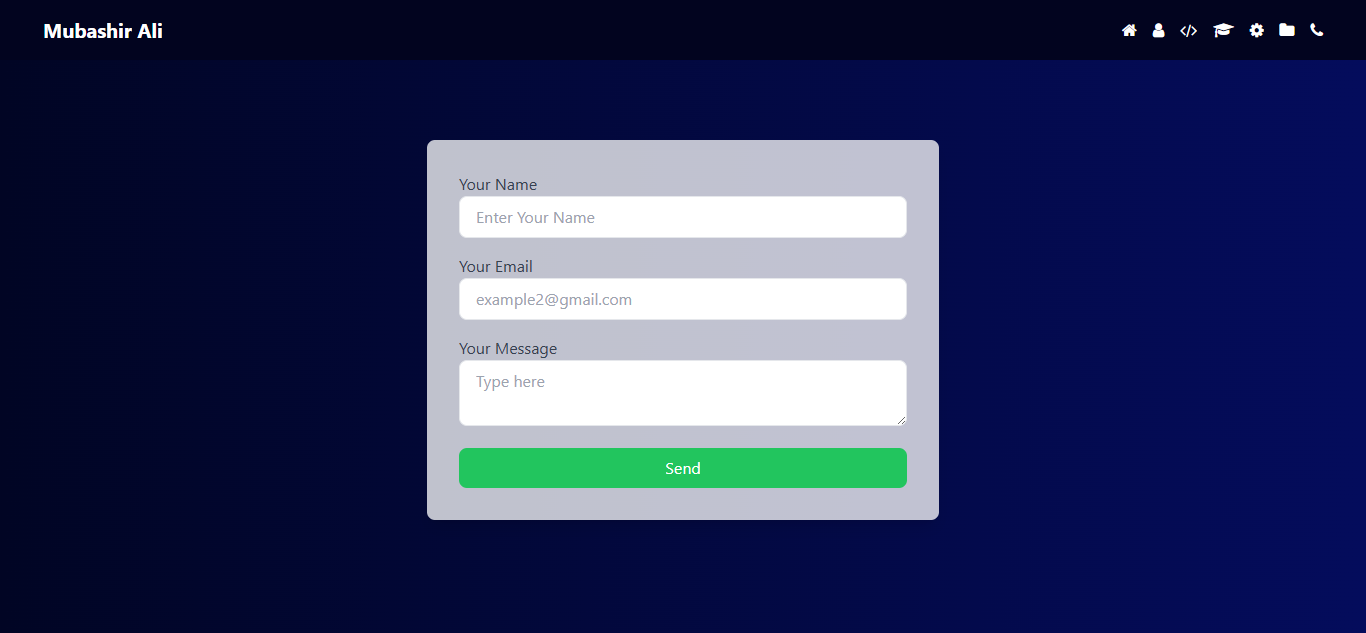 Mubashir Ali
Your Name
Enter Your Name
Your Email
example2@gmail.com
Your Message
Type here
Send